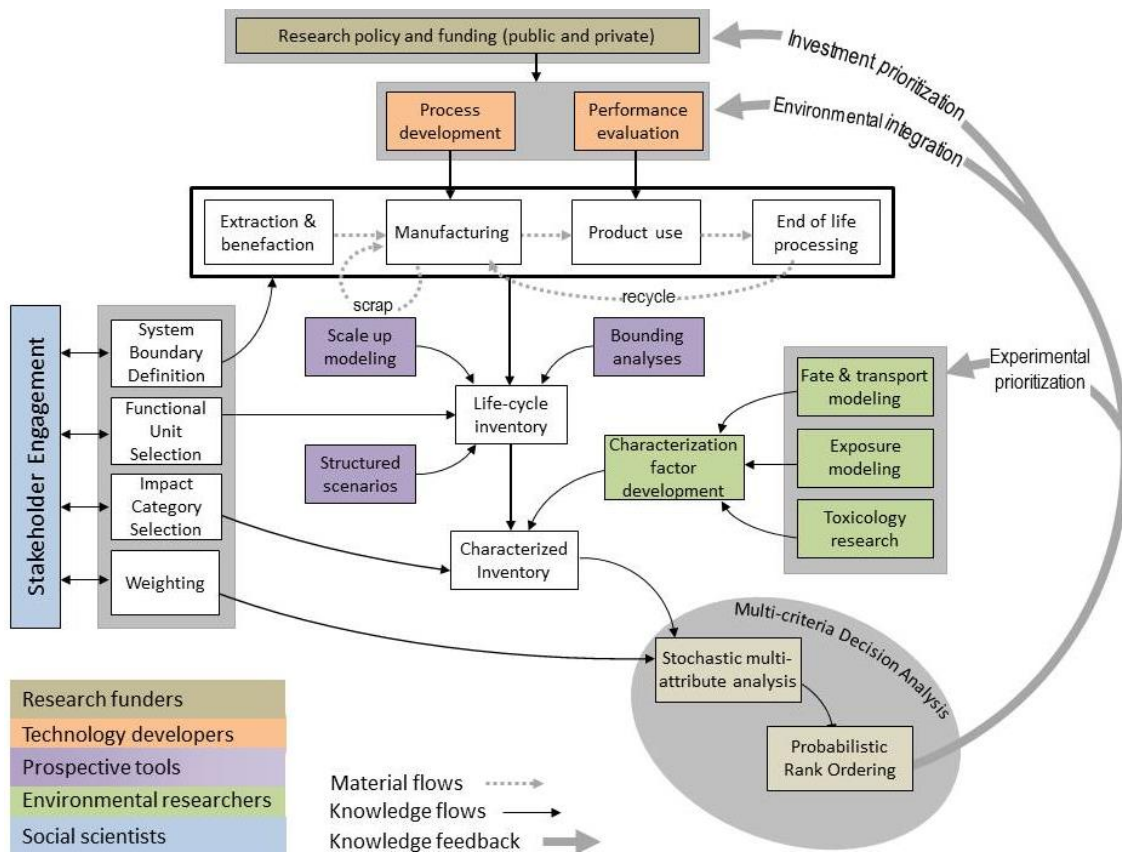 Research policy and funding (public and private)
Investment prioritization
Process
development
Performance
evaluation
Environmental integration
Extraction &
benefaction
Manufacturing
Product use
End of life
processing
scrap
recycle
Stakeholder Engagement
System
Boundary
Definition
Functional
Unit
Selection
Impact
Category
Selection
Weighting
Scale up
modeling
Bounding
analyses
Life-cycle
inventory
Structured
scenarios
Characterization
factor
development
Fate & transport
modeling
Exposure
modeling
Toxicology
research
Experimental
prioritization
Characterized
Inventory
Multi-criteria Decision Analysis
Stochastic multi-
attribute analysis
Probabilistic
Rank Ordering
Research funders
Technology developers
Prospective tools
Environmental researchers
Social scientists
Material flows
Knowledge flows
Knowledge feedback